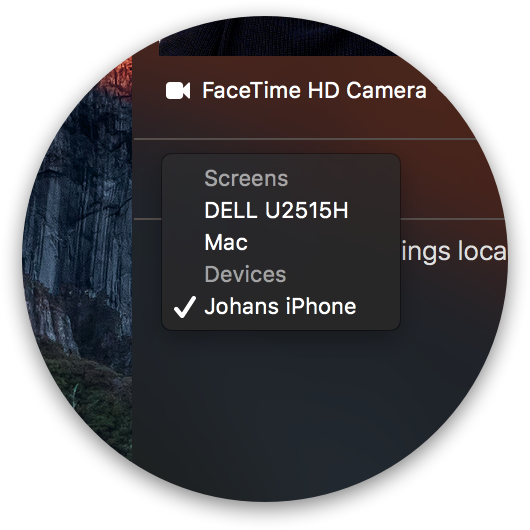 FaceTime HD Camera
Screens
DELL U2515H
Mac
ings loca
Devices
Johans iPhone